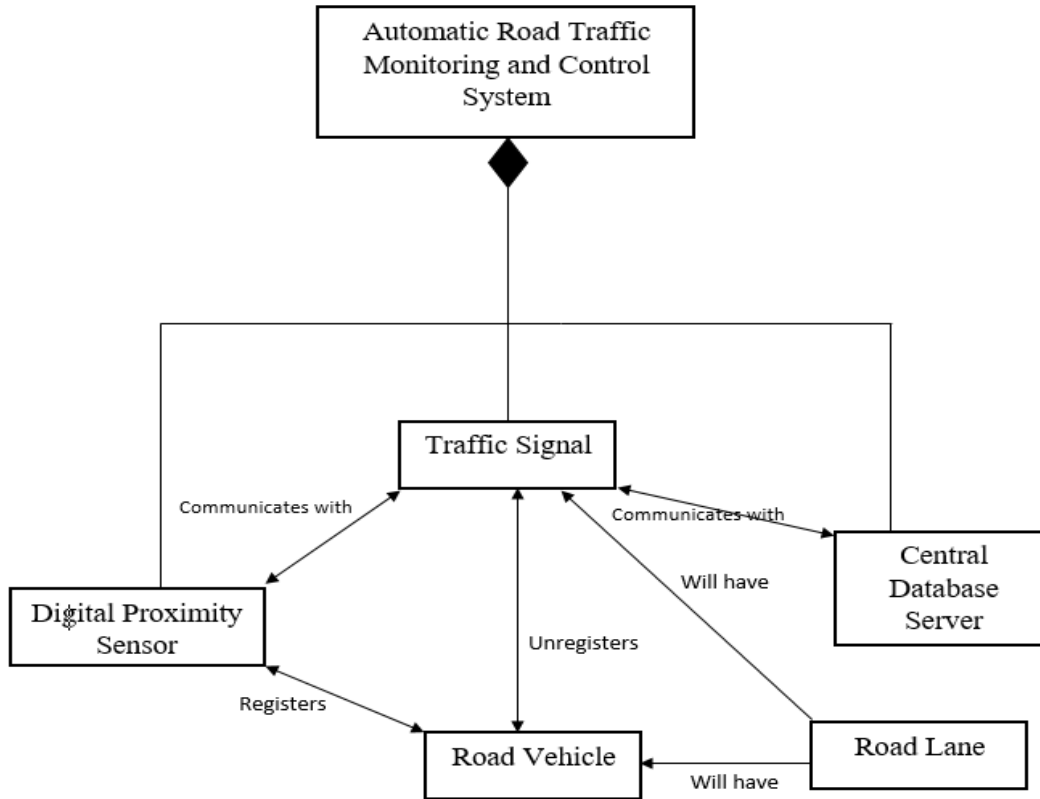 Automatic Road Traffic
Monitoring and Control
System
Traffic Signal
Communicates with
Communicates with
Central
Database
Server
Will have
Digital Proximity
Sensor
Unregisters
Registers
Road Vehicle
Road Lane
Will have